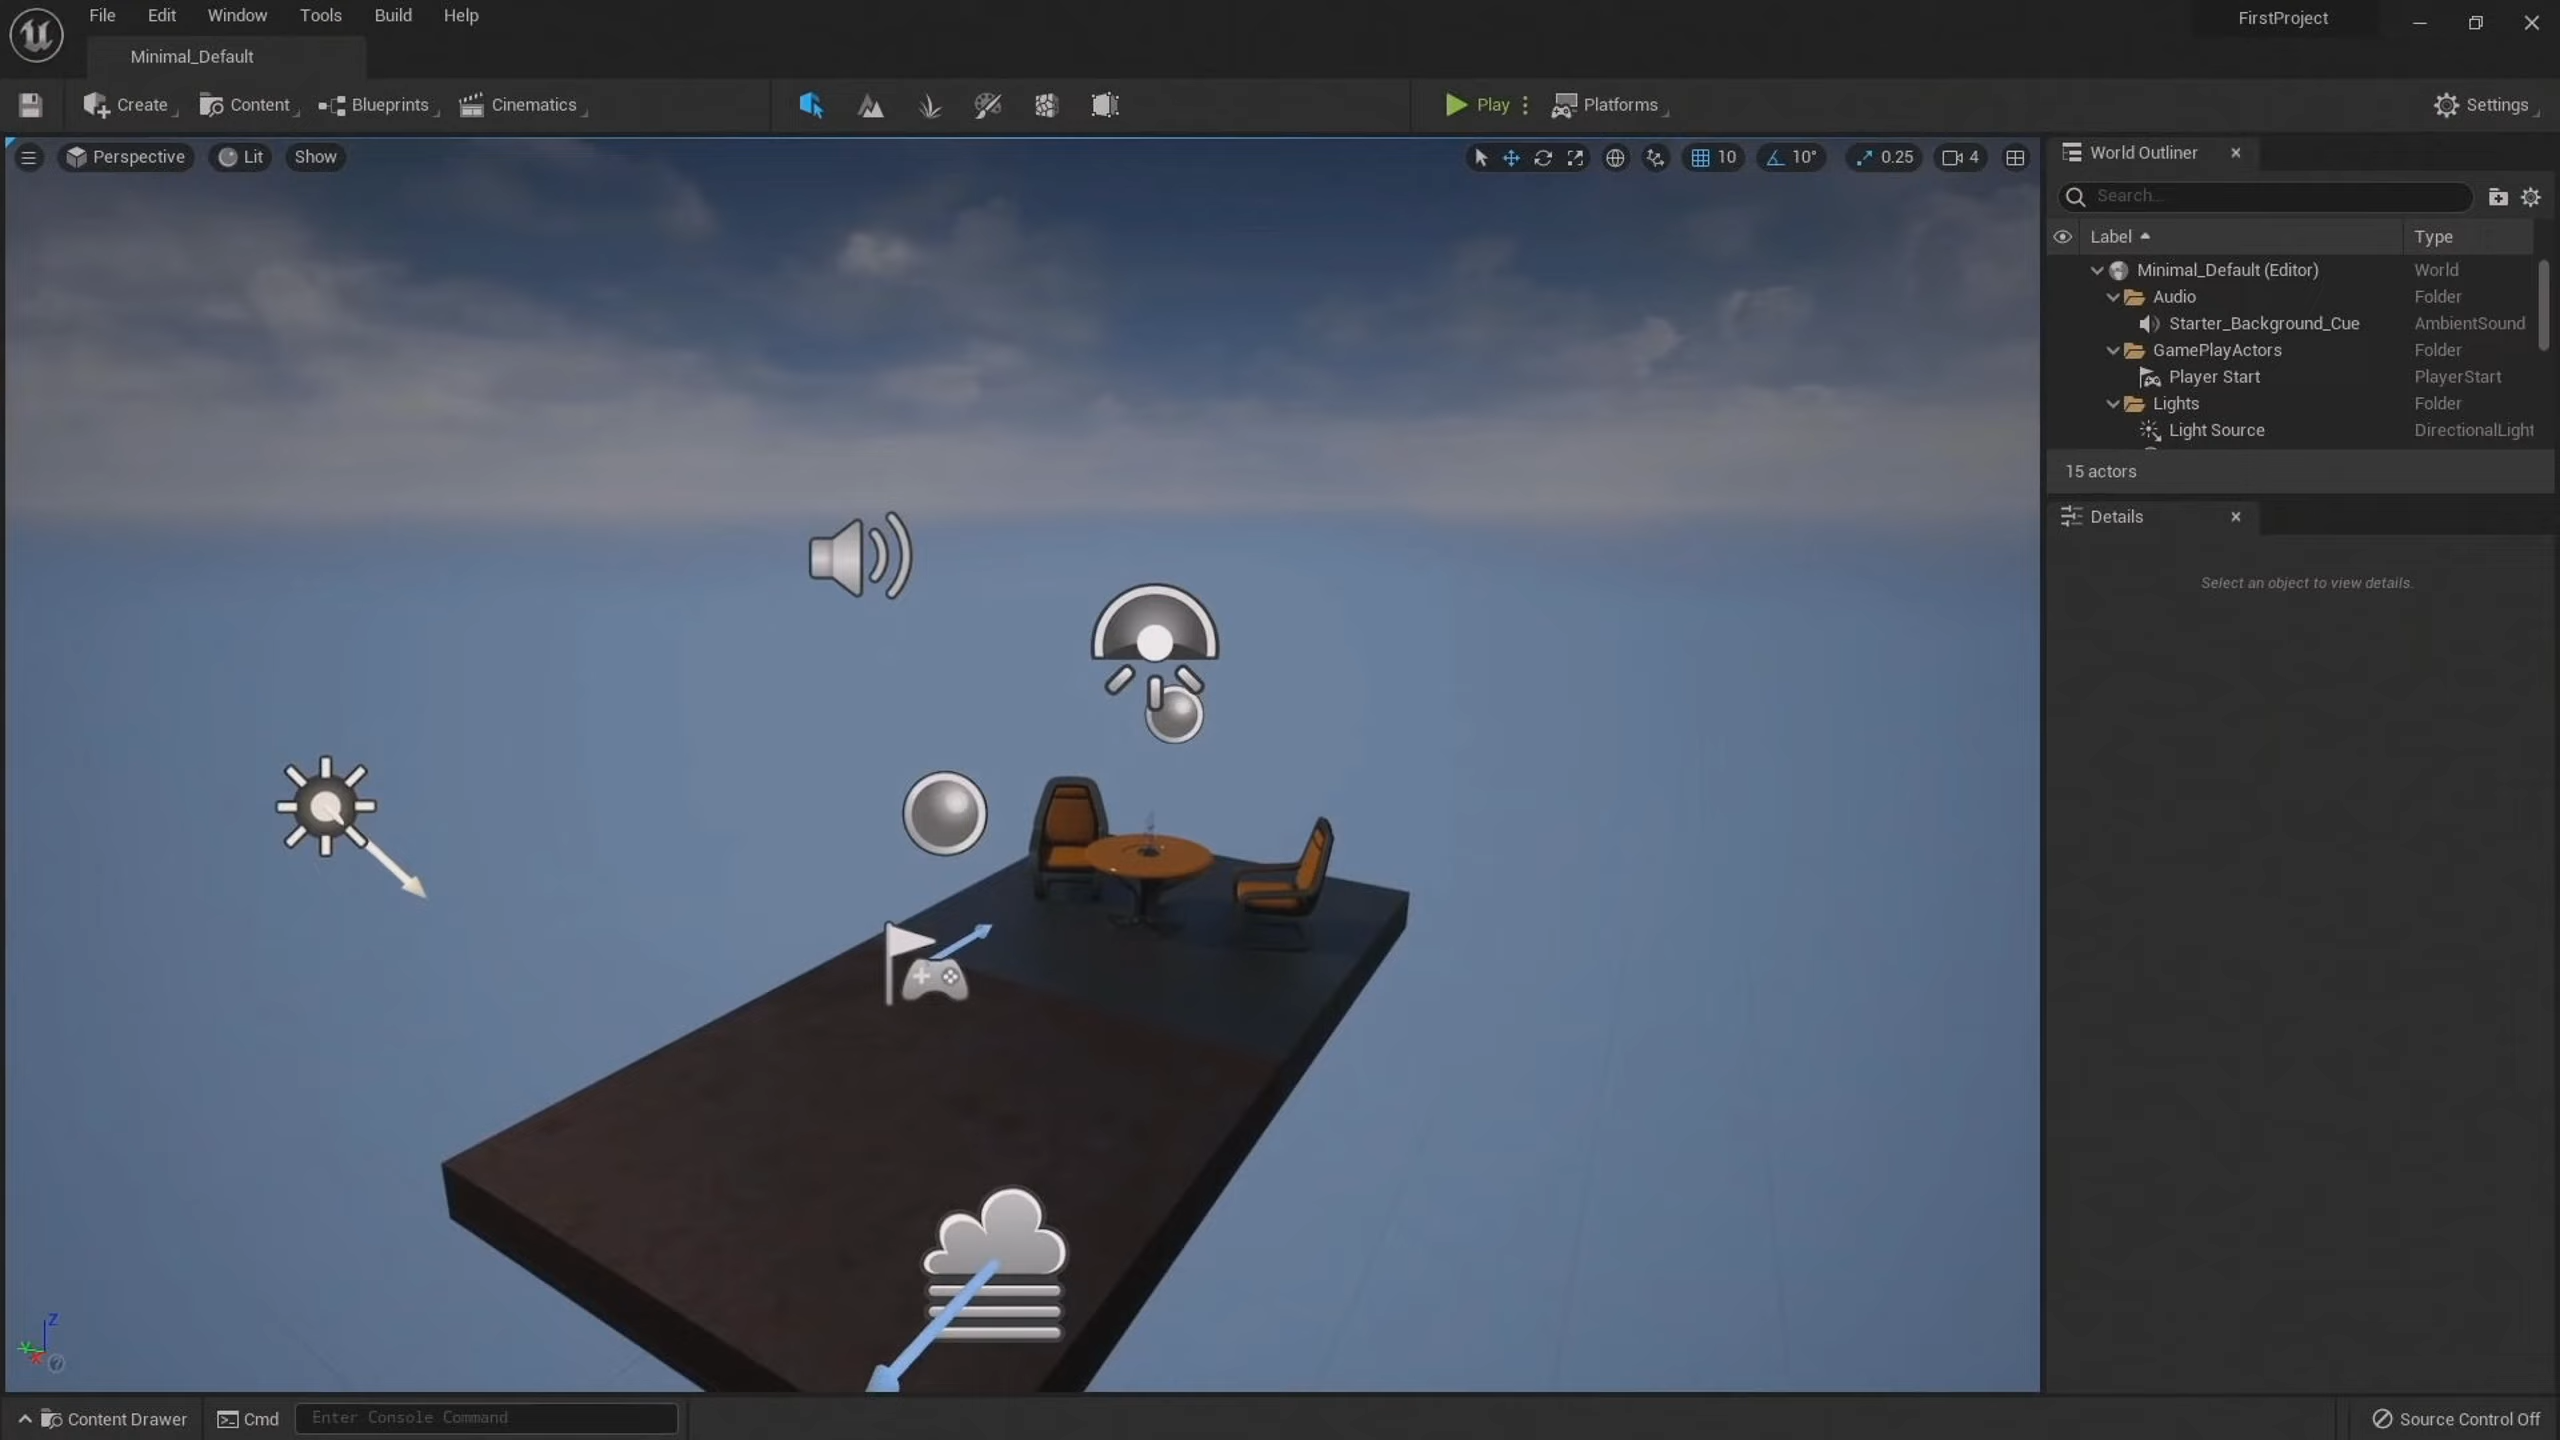 File Edit Window Tools Build Help
FirstProject
Minimal_Default
Create Content Blueprints Cinematics Play Platforms Settings
Perspective Lit Show 10 10° 0.25 4
World Outliner
Search...
Label Type
Minimal_Default (Editor) World
Audio Folder
Starter_Background_Cue AmbientSound
GamePlayActors Folder
Player Start PlayerStart
Lights Folder
Light Source DirectionalLight
15 actors
Details
Select an object to view details.
Z
Y
X
Content Drawer Cmd Enter Console Command Source Control Off